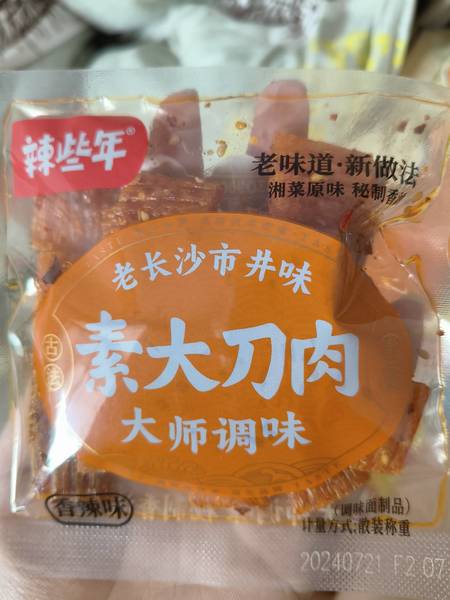 辣些年®
老味道·新做法
湘菜原味 秘制香
老长沙市井味
古法
素大刀肉
大师调味
香辣味
(调味面制品)
计量方式:散装称重
20240721 F2 07